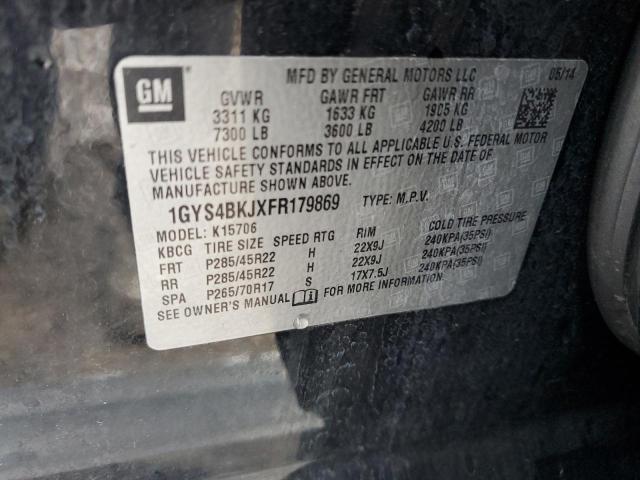 GM
MFD BY GENERAL MOTORS LLC 05/14
GVWR GAWR FRT GAWR RR
3311 KG 1633 KG 1905 KG
7300 LB 3600 LB 4200 LB
THIS VEHICLE CONFORMS TO ALL APPLICABLE U.S. FEDERAL MOTOR
VEHICLE SAFETY STANDARDS IN EFFECT ON THE DATE OF
MANUFACTURE SHOWN ABOVE.
1GYS4BKJXFR179869 TYPE: M.P.V.
MODEL: K15706
KBCG TIRE SIZE SPEED RTG RIM COLD TIRE PRESSURE
FRT P285/45R22 H 22X9J 240KPA(35PSI)
RR P285/45R22 H 22X9J 240KPA(35PSI)
SPA P265/70R17 S 17X7.5J 240KPA(35PSI)
SEE OWNER'S MANUAL FOR MORE INFORMATION.